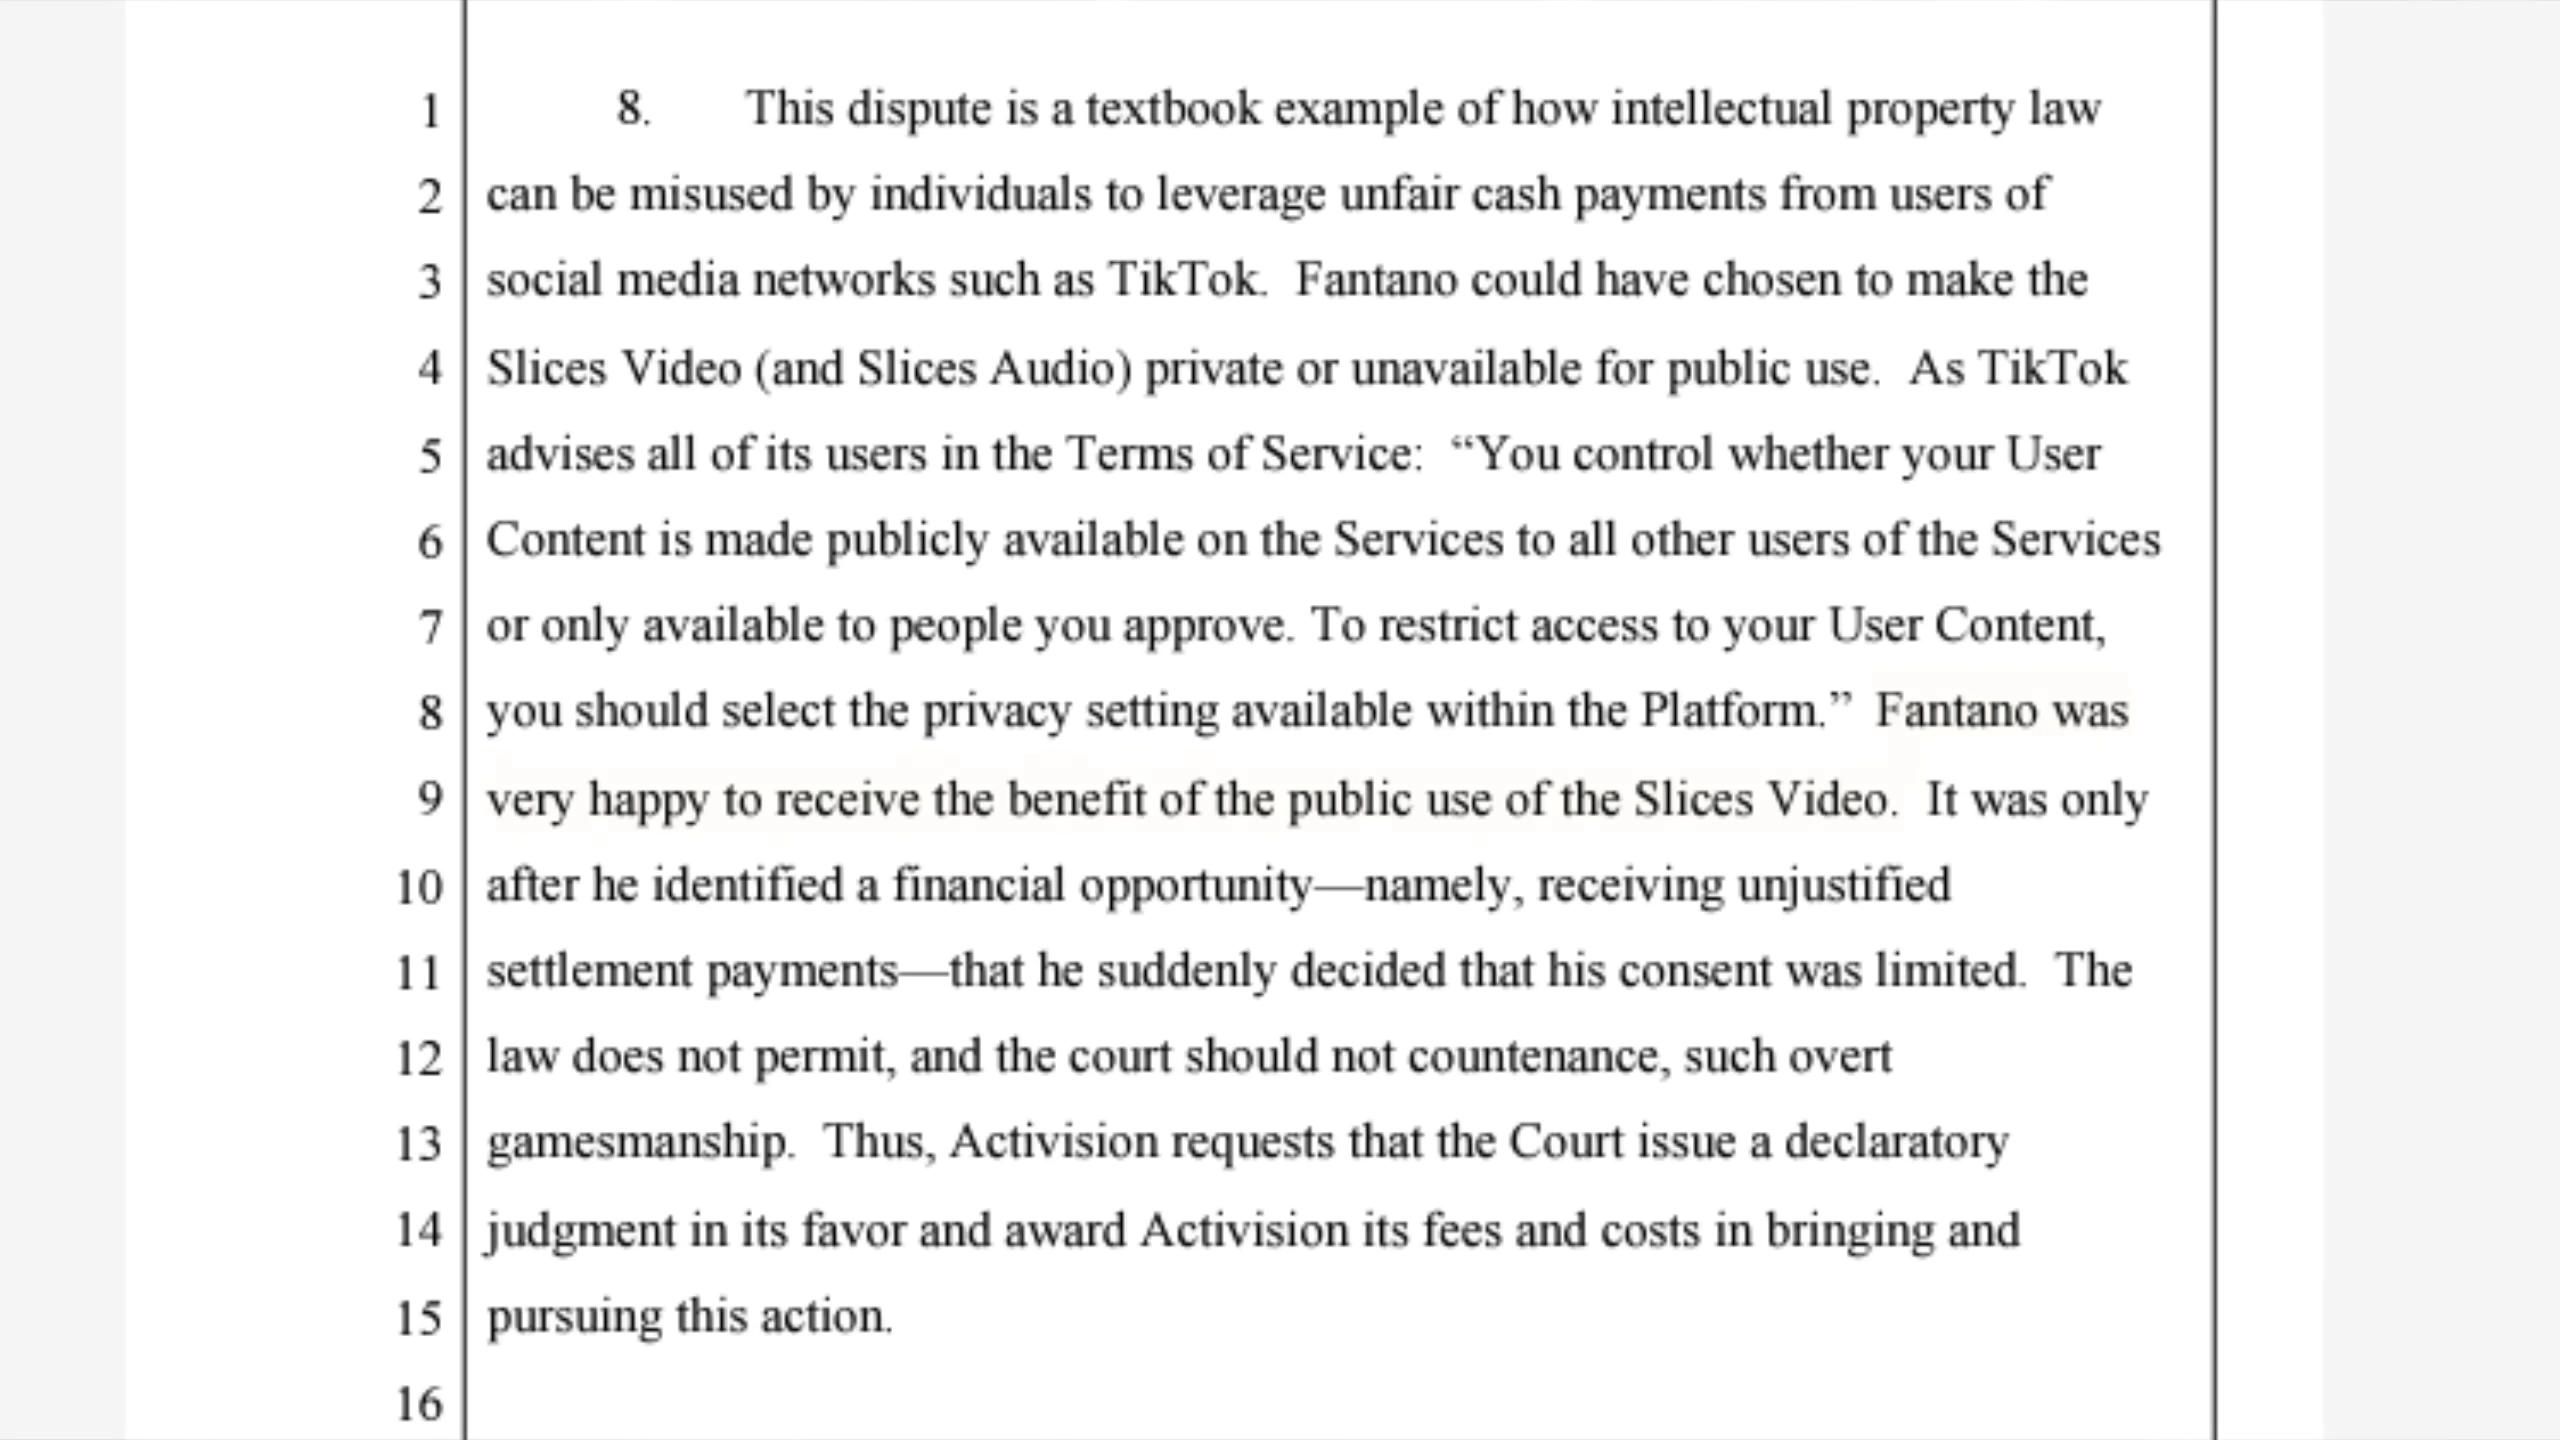 1 8. This dispute is a textbook example of how intellectual property law
2 can be misused by individuals to leverage unfair cash payments from users of
3 social media networks such as TikTok. Fantano could have chosen to make the
4 Slices Video (and Slices Audio) private or unavailable for public use. As TikTok
5 advises all of its users in the Terms of Service: “You control whether your User
6 Content is made publicly available on the Services to all other users of the Services
7 or only available to people you approve. To restrict access to your User Content,
8 you should select the privacy setting available within the Platform.” Fantano was
9 very happy to receive the benefit of the public use of the Slices Video. It was only
10 after he identified a financial opportunity—namely, receiving unjustified
11 settlement payments—that he suddenly decided that his consent was limited. The
12 law does not permit, and the court should not countenance, such overt
13 gamesmanship. Thus, Activision requests that the Court issue a declaratory
14 judgment in its favor and award Activision its fees and costs in bringing and
15 pursuing this action.
16